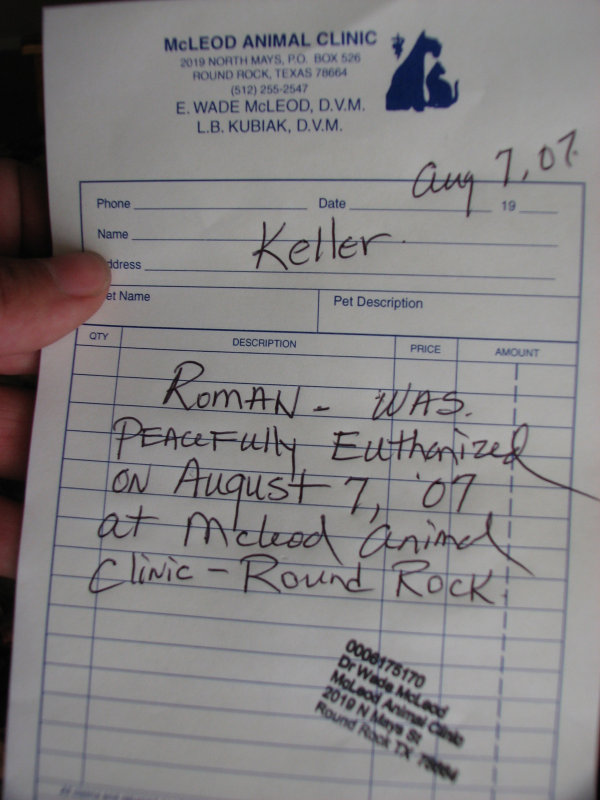 McLEOD ANIMAL CLINIC
2019 NORTH MAYS, P.O. BOX 526
ROUND ROCK, TEXAS 78664
(512) 255-2547
E. WADE McLEOD, D.V.M.
L.B. KUBIAK, D.V.M.
Aug 7, 07
Phone Date 19
Name Keller
ddress
et Name Pet Description
QTY DESCRIPTION PRICE AMOUNT
ROMAN - WAS.
PEACEFully Euthanized
ON August 7, '07
at Mcleod Animal
Clinic - Round Rock.
0006175170
Dr Wade McLeod
McLeod Animal Clinic
2019 N Mays St
Round Rock TX 78664